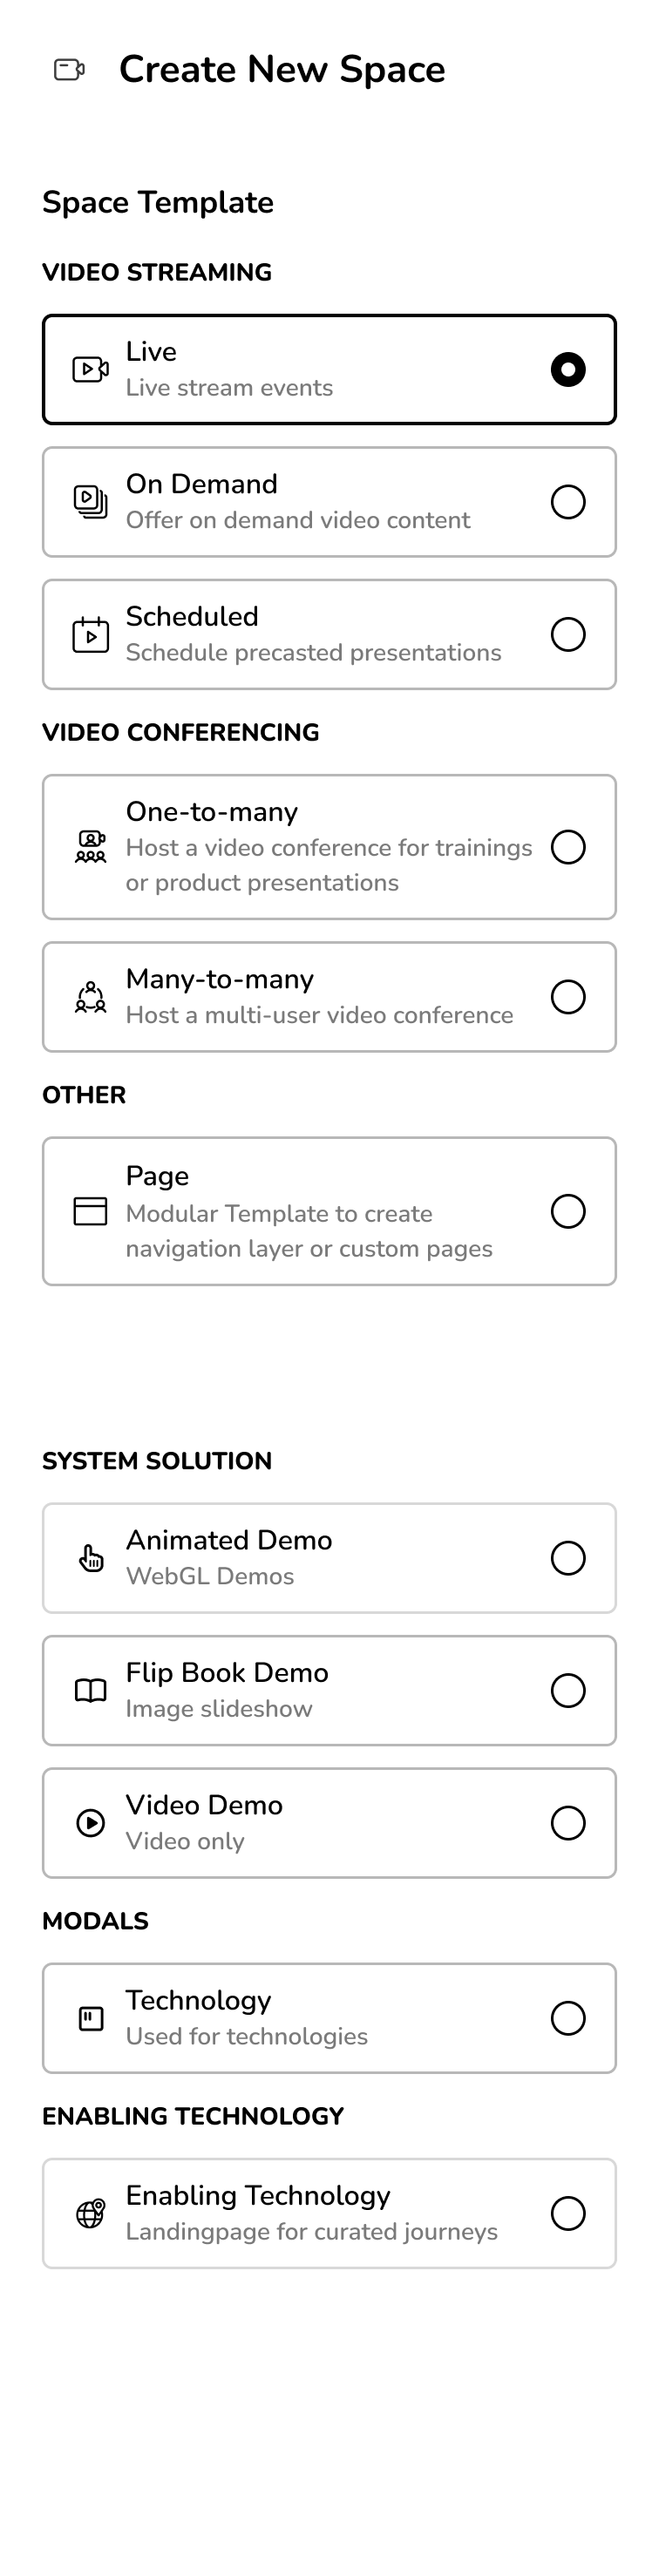 Create New Space
Space Template
VIDEO STREAMING
Live
Live stream events
On Demand
Offer on demand video content
Scheduled
Schedule precasted presentations
VIDEO CONFERENCING
One-to-many
Host a video conference for trainings
or product presentations
Many-to-many
Host a multi-user video conference
OTHER
Page
Modular Template to create
navigation layer or custom pages
SYSTEM SOLUTION
Animated Demo
WebGL Demos
Flip Book Demo
Image slideshow
Video Demo
Video only
MODALS
Technology
Used for technologies
ENABLING TECHNOLOGY
Enabling Technology
Landingpage for curated journeys